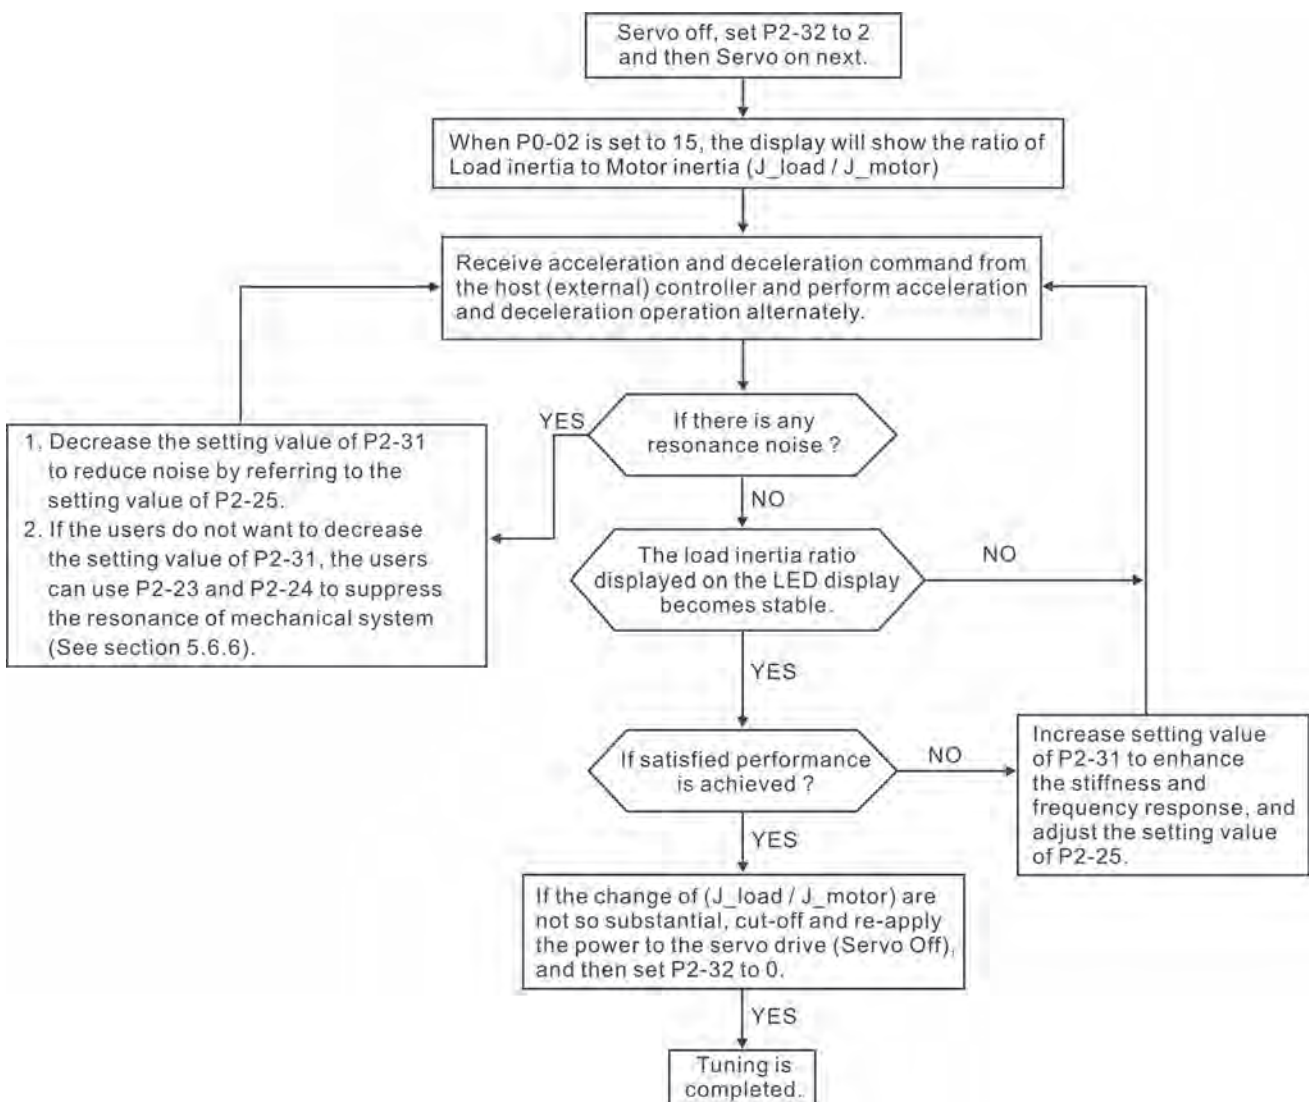 Servo off, set P2-32 to 2
and then Servo on next.
When P0-02 is set to 15, the display will show the ratio of
Load inertia to Motor inertia (J_load / J_motor)
Receive acceleration and deceleration command from
the host (external) controller and perform acceleration
and deceleration operation alternately.
If there is any
resonance noise ?
YES
NO
1. Decrease the setting value of P2-31
to reduce noise by referring to the
setting value of P2-25.
2. If the users do not want to decrease
the setting value of P2-31, the users
can use P2-23 and P2-24 to suppress
the resonance of mechanical system
(See section 5.6.6).
The load inertia ratio
displayed on the LED display
becomes stable.
NO
YES
If satisfied performance
is achieved ?
NO
Increase setting value
of P2-31 to enhance
the stiffness and
frequency response, and
adjust the setting value
of P2-25.
YES
If the change of (J_load / J_motor) are
not so substantial, cut-off and re-apply
the power to the servo drive (Servo Off),
and then set P2-32 to 0.
YES
Tuning is
completed.